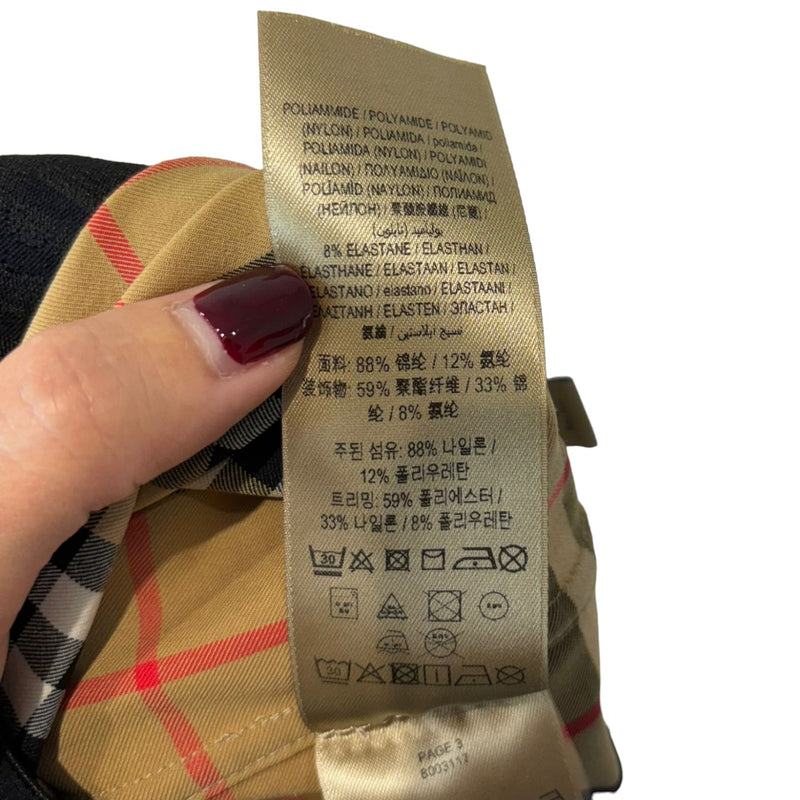 POLIAMMIDE / POLYAMIDE / POLYAMID
(NYLON) / POLIAMIDA / poliamida /
POLIAMIDA (NYLON) / POLYAMIDI
(NAILON) / ΠΟΛΥΑΜΙΔΙΟ (ΝΑΪΛΟΝ) /
POLIAMID (NAYLON) / ПОЛИАМИД
(НЕЙЛОН) / 聚醯胺纖維 (尼龍) /
بوليأميد (نايلون)
8% ELASTANE / ELASTHAN /
ELASTHANE / ELASTAAN / ELASTAN /
ELASTANO / elastano / ELASTAANI /
ΕΛΑΣΤΑΝΗ / ELASTEN / ЭЛАСТАН /
氨綸 / نسيج إيلاستين
面料: 88% 锦纶 / 12% 氨纶
装饰物: 59% 聚酯纤维 / 33% 锦
纶 / 8% 氨纶
주된 섬유: 88% 나일론 /
12% 폴리우레탄
트리밍: 59% 폴리에스터 /
33% 나일론 / 8% 폴리우레탄
30
30
PAGE 3
8003117